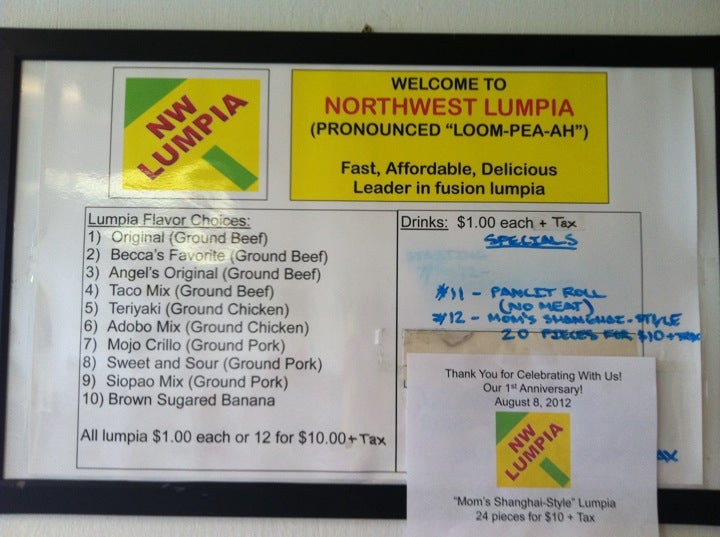 NW
LUMPIA
WELCOME TO
NORTHWEST LUMPIA
(PRONOUNCED “LOOM-PEA-AH”)
Fast, Affordable, Delicious
Leader in fusion lumpia
Lumpia Flavor Choices:
1) Original (Ground Beef)
2) Becca's Favorite (Ground Beef)
3) Angel's Original (Ground Beef)
4) Taco Mix (Ground Beef)
5) Teriyaki (Ground Chicken)
6) Adobo Mix (Ground Chicken)
7) Mojo Crillo (Ground Pork)
8) Sweet and Sour (Ground Pork)
9) Siopao Mix (Ground Pork)
10) Brown Sugared Banana
All lumpia $1.00 each or 12 for $10.00 + Tax
Drinks: $1.00 each + Tax
SPECIALS
#11 - PANCIT ROLL
(NO MEAT)
#12 - MOM'S SHANGHAI-STYLE
20 PIECES FOR $10 + TAX
Thank You for Celebrating With Us!
Our 1st Anniversary!
August 8, 2012
NW
LUMPIA
“Mom's Shanghai-Style” Lumpia
24 pieces for $10 + Tax